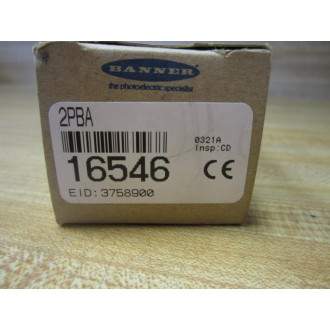 BANNER
the photoelectric specialist
2PBA
0321A
Insp:CD
16546
CE
EID:3758900